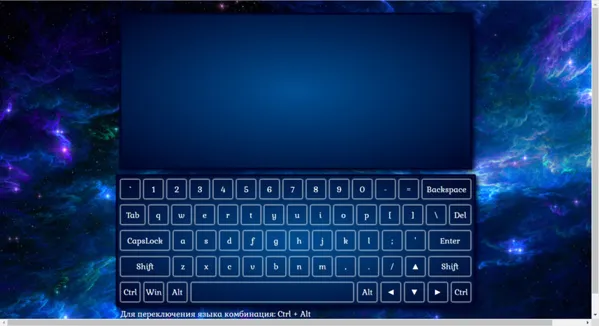 ` 1 2 3 4 5 6 7 8 9 0 - = Backspace
Tab q w e r t y u i o p [ ] \ Del
CapsLock a s d f g h j k l ; ' Enter
Shift z x c v b n m , . / ▲ Shift
Ctrl Win Alt Alt ◄ ▼ ► Ctrl
Для переключения языка комбинация: Ctrl + Alt